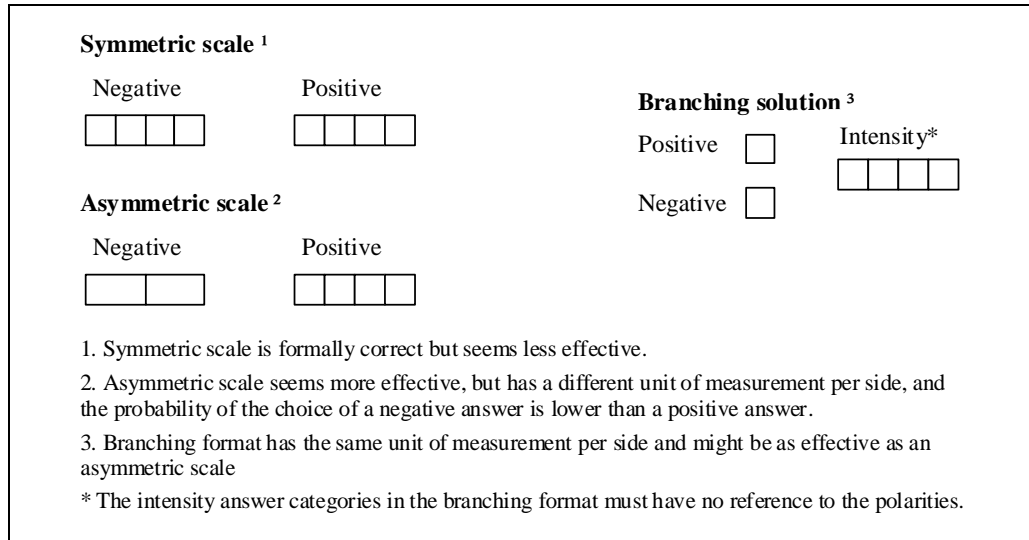 Symmetric scale ¹
Negative Positive
Asymmetric scale ²
Negative Positive
Branching solution ³
Positive
Intensity*
Negative
1. Symmetric scale is formally correct but seems less effective.
2. Asymmetric scale seems more effective, but has a different unit of measurement per side, and
the probability of the choice of a negative answer is lower than a positive answer.
3. Branching format has the same unit of measurement per side and might be as effective as an
asymmetric scale
* The intensity answer categories in the branching format must have no reference to the polarities.